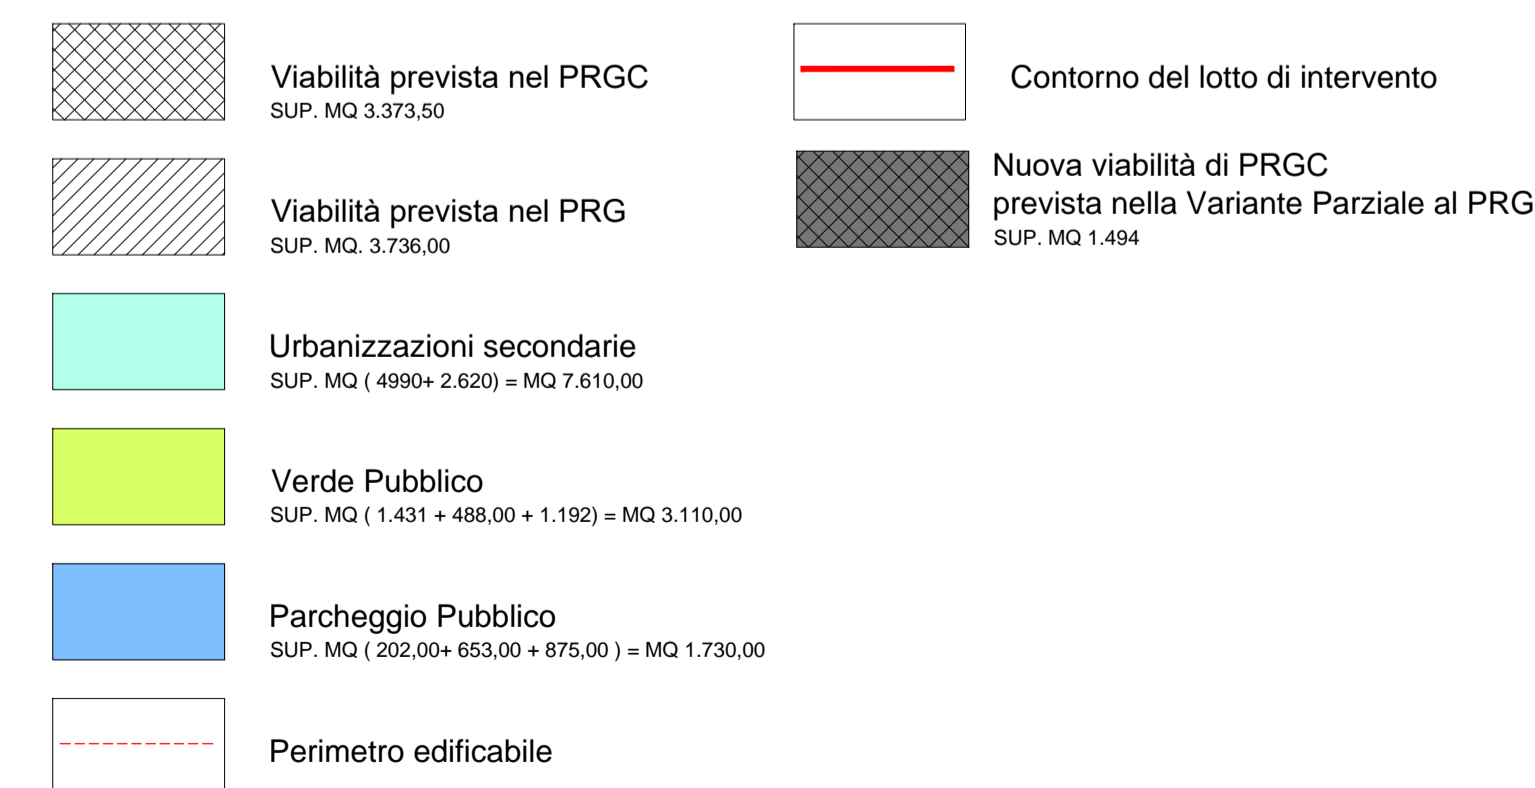 Viabilità prevista nel PRGC
SUP. MQ 3.373,50
Viabilità prevista nel PRG
SUP. MQ. 3.736,00
Urbanizzazioni secondarie
SUP. MQ ( 4990+ 2.620) = MQ 7.610,00
Verde Pubblico
SUP. MQ ( 1.431 + 488,00 + 1.192) = MQ 3.110,00
Parcheggio Pubblico
SUP. MQ ( 202,00+ 653,00 + 875,00 ) = MQ 1.730,00
Perimetro edificabile
Contorno del lotto di intervento
Nuova viabilità di PRGC
prevista nella Variante Parziale al PRG
SUP. MQ 1.494